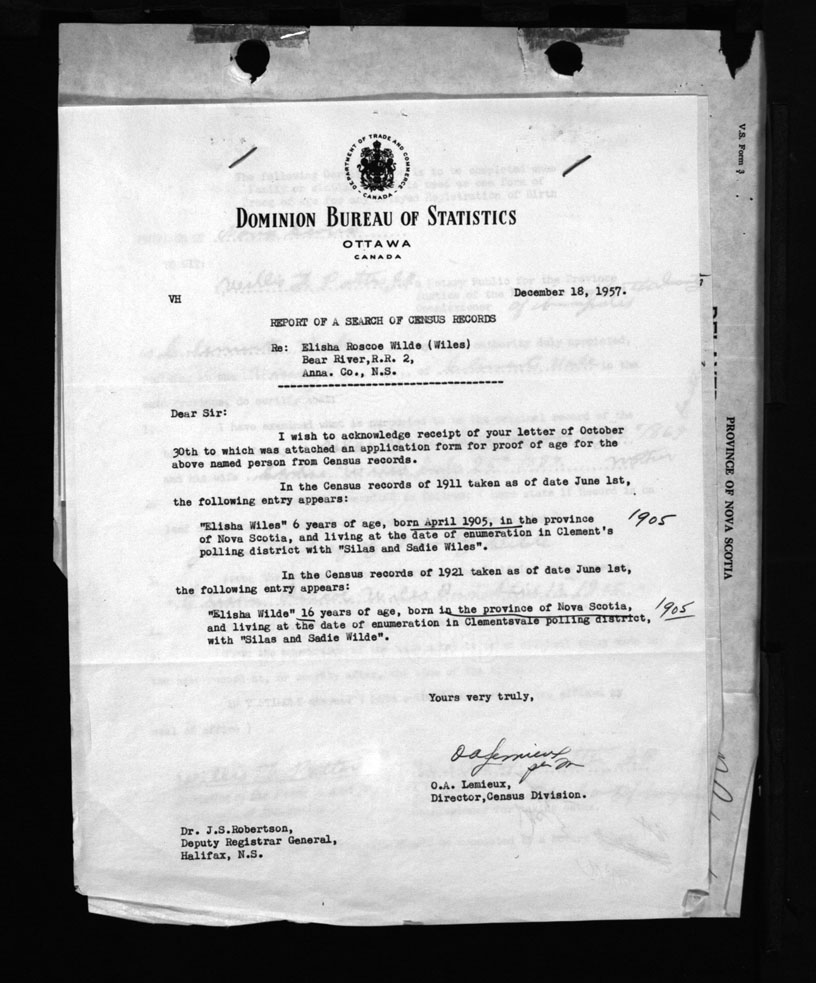 DEPARTMENT OF TRADE AND COMMERCE
CANADA
DOMINION BUREAU OF STATISTICS
OTTAWA
CANADA
V.S. Form
VH
December 18, 1957.
REPORT OF A SEARCH OF CENSUS RECORDS
Re: Elisha Roscoe Wilde (Wiles)
Bear River,R.R. 2,
Anna. Co., N.S.
Dear Sir:
I wish to acknowledge receipt of your letter of October
30th to which was attached an application form for proof of age for the
above named person from Census records.
In the Census records of 1911 taken as of date June 1st,
the following entry appears:
"Elisha Wiles" 6 years of age, born April 1905, in the province 1905
of Nova Scotia, and living at the date of enumeration in Clement's
polling district with "Silas and Sadie Wiles".
In the Census records of 1921 taken as of date June 1st,
the following entry appears:
"Elisha Wilde" 16 years of age, born in the province of Nova Scotia, 1905
and living at the date of enumeration in Clementsvale polling district,
with "Silas and Sadie Wilde".
Yours very truly,
O.A. Lemieux,
Director,Census Division.
Dr. J.S.Robertson,
Deputy Registrar General,
Halifax, N.S.
PROVINCE OF NOVA SCOTIA